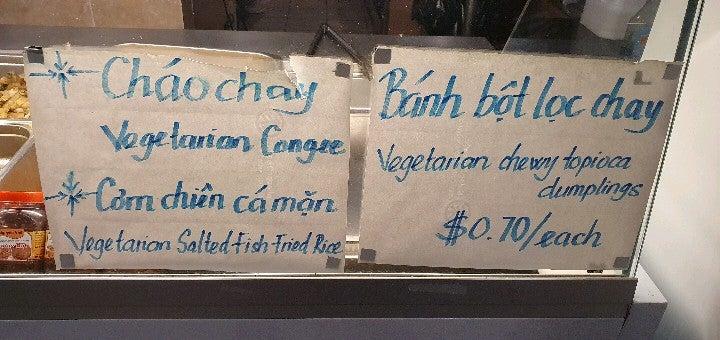 Cháo chay
Vegetarian Congee
Cơm chiên cá mặn
Vegetarian Salted Fish Fried Rice
Bánh bột lọc chay
Vegetarian chewy topioca
dumplings
$0.70/each